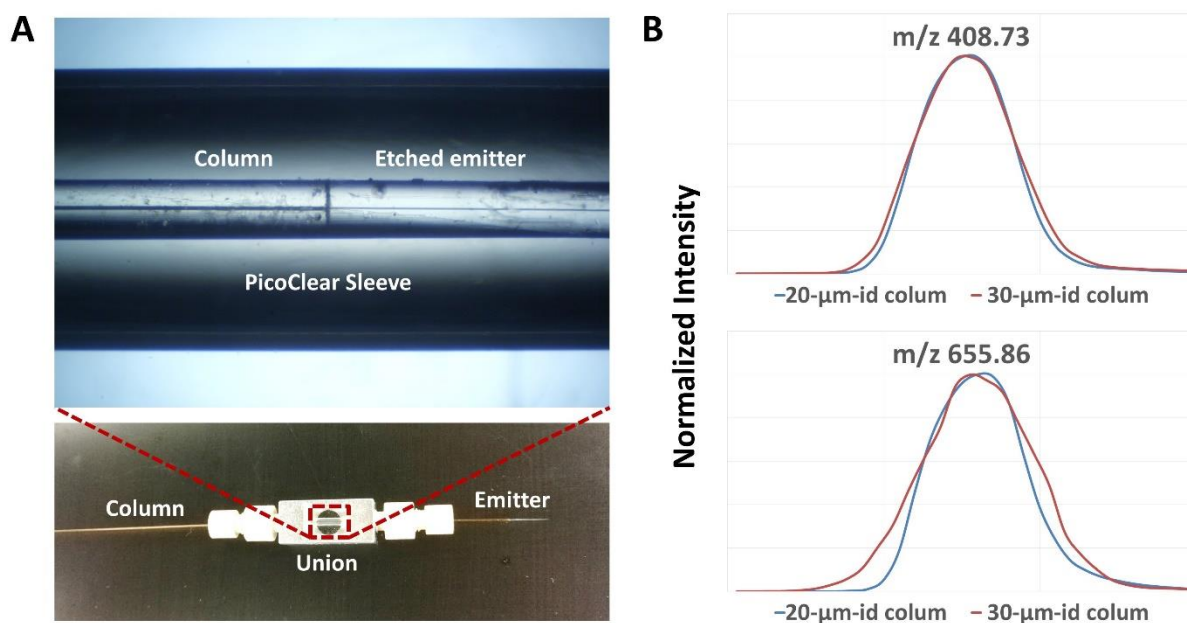 A
Column
Etched emitter
PicoClear Sleeve
Column
Emitter
Union
B
Normalized Intensity
m/z 408.73
20-µm-id colum
30-µm-id colum
m/z 655.86
20-µm-id colum
30-µm-id colum